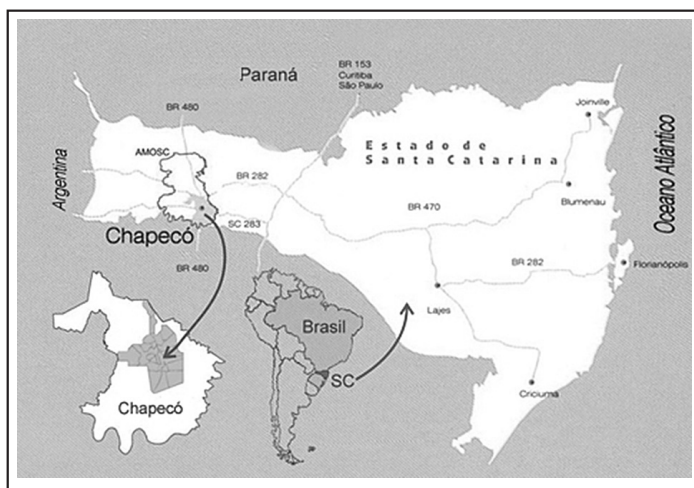 Paraná
BR 153
Curitiba
São Paulo
BR 480
Joinville
Estado de
Santa Catarina
AMOSC
BR 282
Argentina
Oceano Atlântico
Blumenau
BR 470
SC 283
Chapecó
BR 480
BR 282
Florianópolis
Lajes
Brasil
SC
Chapecó
Criciuma